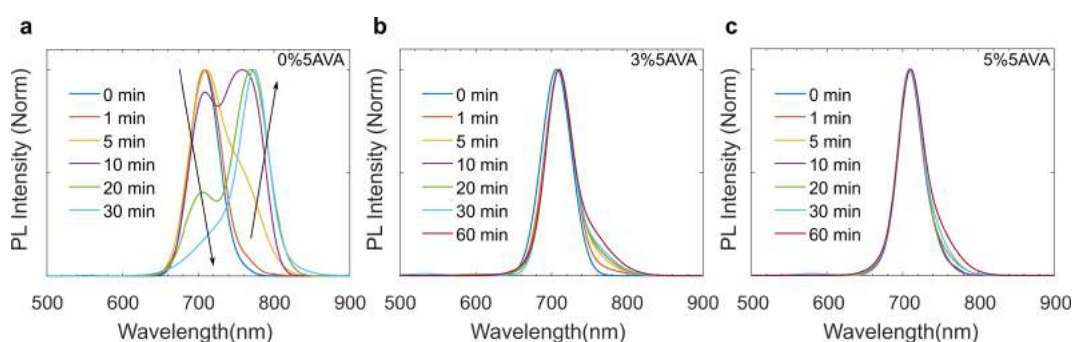 a
0%5AVA
PL Intensity (Norm)
0 min
1 min
5 min
10 min
20 min
30 min
500 600 700 800 900
Wavelength(nm)
b
3%5AVA
PL Intensity (Norm)
0 min
1 min
5 min
10 min
20 min
30 min
60 min
500 600 700 800 900
Wavelength(nm)
c
5%5AVA
PL Intensity (Norm)
0 min
1 min
5 min
10 min
20 min
30 min
60 min
500 600 700 800 900
Wavelength(nm)